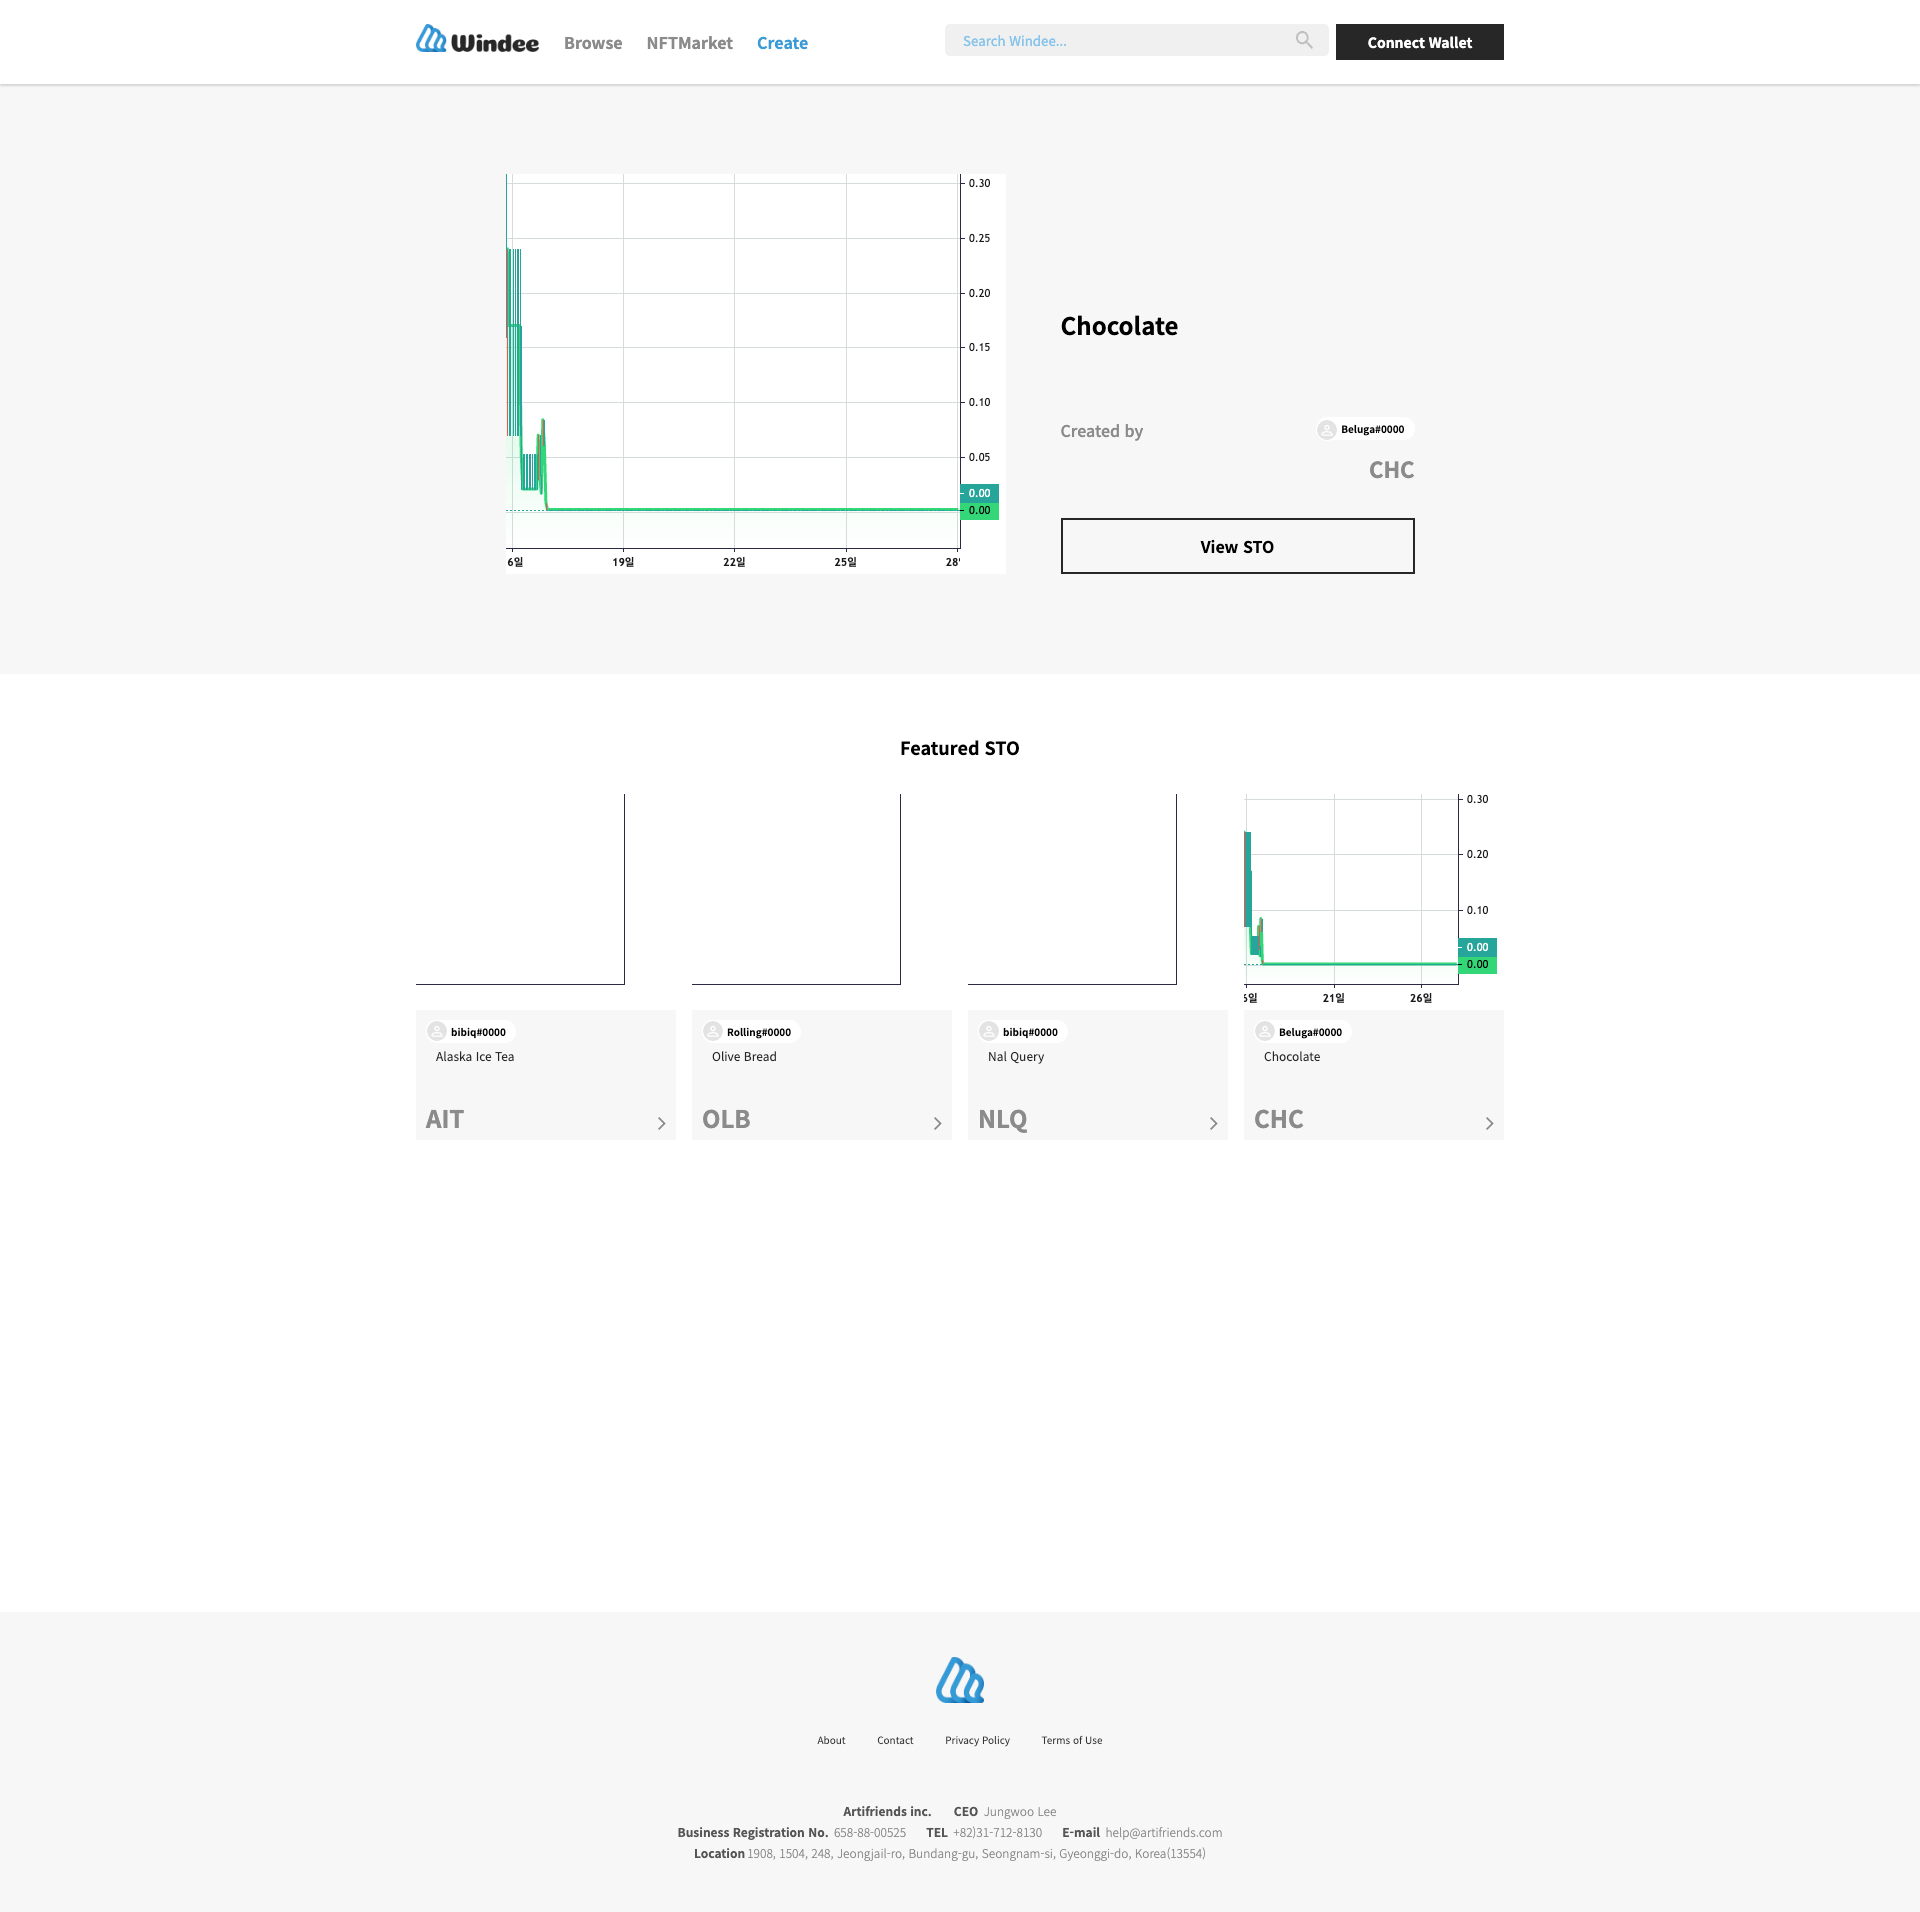 Windee Browse NFTMarket Create Search Windee... Connect Wallet
0.30
0.25
0.20
0.15
0.10
0.05
0.00
0.00
6일 19일 22일 25일 28
Chocolate
Created by Beluga#0000
CHC
View STO
Featured STO
0.30
0.20
0.10
0.00
0.00
6일 21일 26일
bibiq#0000
Alaska Ice Tea
AIT
Rolling#0000
Olive Bread
OLB
bibiq#0000
Nal Query
NLQ
Beluga#0000
Chocolate
CHC
About Contact Privacy Policy Terms of Use
Artifriends inc. CEO Jungwoo Lee
Business Registration No. 658-88-00525 TEL +82)31-712-8130 E-mail help@artifriends.com
Location 1908, 1504, 248, Jeongjail-ro, Bundang-gu, Seongnam-si, Gyeonggi-do, Korea(13554)